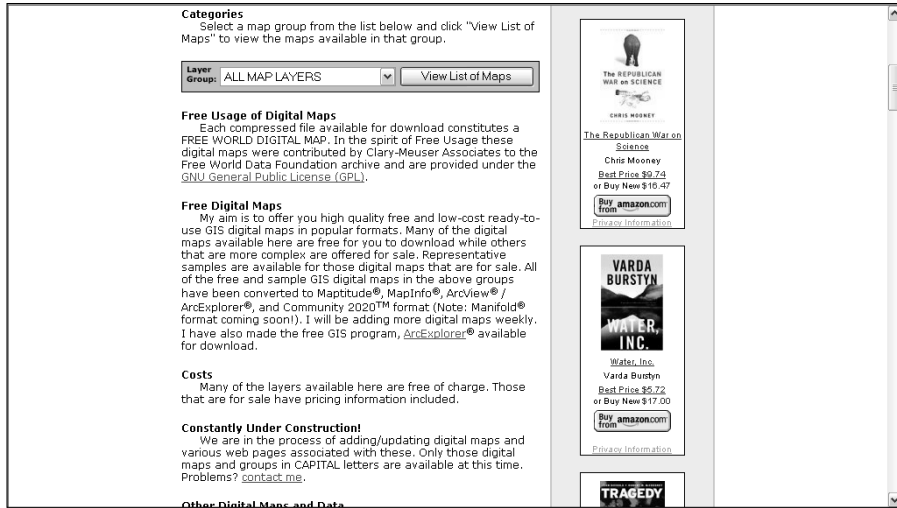 Categories
Select a map group from the list below and click "View List of
Maps" to view the maps available in that group.
Layer
Group: ALL MAP LAYERS View List of Maps
Free Usage of Digital Maps
Each compressed file available for download constitutes a
FREE WORLD DIGITAL MAP. In the spirit of Free Usage these
digital maps were contributed by Clary-Meuser Associates to the
Free World Data Foundation archive and are provided under the
GNU General Public License (GPL).
Free Digital Maps
My aim is to offer you high quality free and low-cost ready-to-
use GIS digital maps in popular formats. Many of the digital
maps available here are free for you to download while others
that are more complex are offered for sale. Representative
samples are available for those digital maps that are for sale. All
of the free and sample GIS digital maps in the above groups
have been converted to Maptitude®, MapInfo®, ArcView® /
ArcExplorer®, and Community 2020™ format (Note: Manifold®
format coming soon!). I will be adding more digital maps weekly.
I have also made the free GIS program, ArcExplorer® available
for download.
Costs
Many of the layers available here are free of charge. Those
that are for sale have pricing information included.
Constantly Under Construction!
We are in the process of adding/updating digital maps and
various web pages associated with these. Only those digital
maps and groups in CAPITAL letters are available at this time.
Problems? contact me.
Other Digital Maps and Data
The REPUBLICAN
WAR on SCIENCE
CHRIS MOONEY
The Republican War on
Science
Chris Mooney
Best Price $9.74
or Buy New $16.47
Buy
from amazon.com
Privacy Information
VARDA
BURSTYN
WATER,
INC.
Water, Inc.
Varda Burstyn
Best Price $5.72
or Buy New $17.00
Buy
from amazon.com
Privacy Information
TRAGEDY